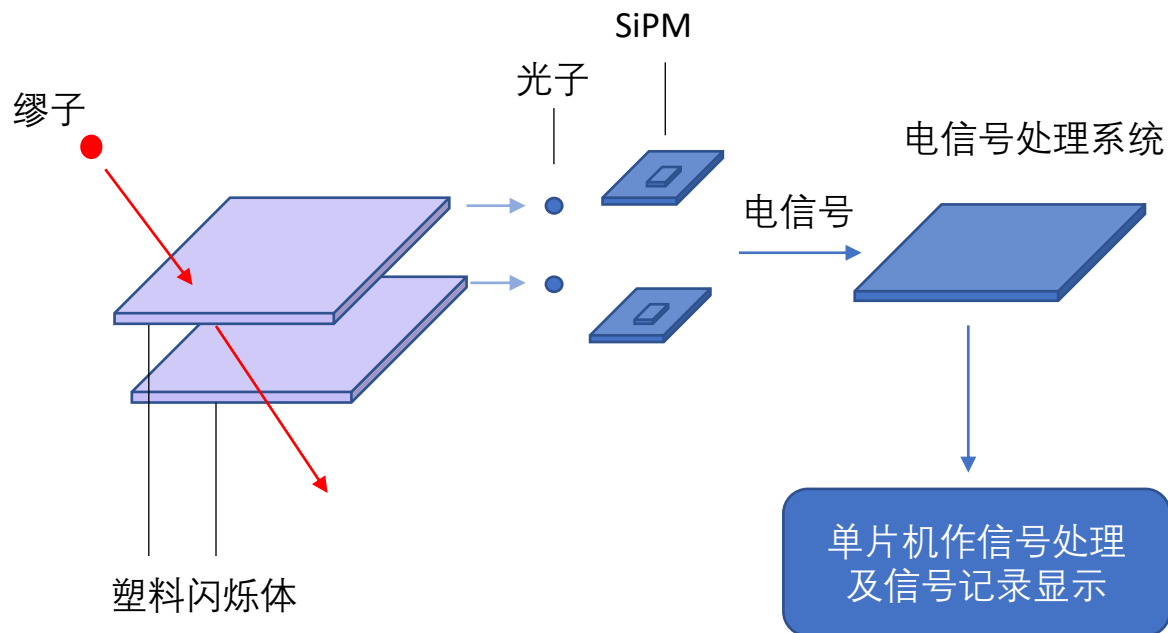 SiPM
光子
缪子
电信号处理系统
电信号
塑料闪烁体
单片机作信号处理
及信号记录显示